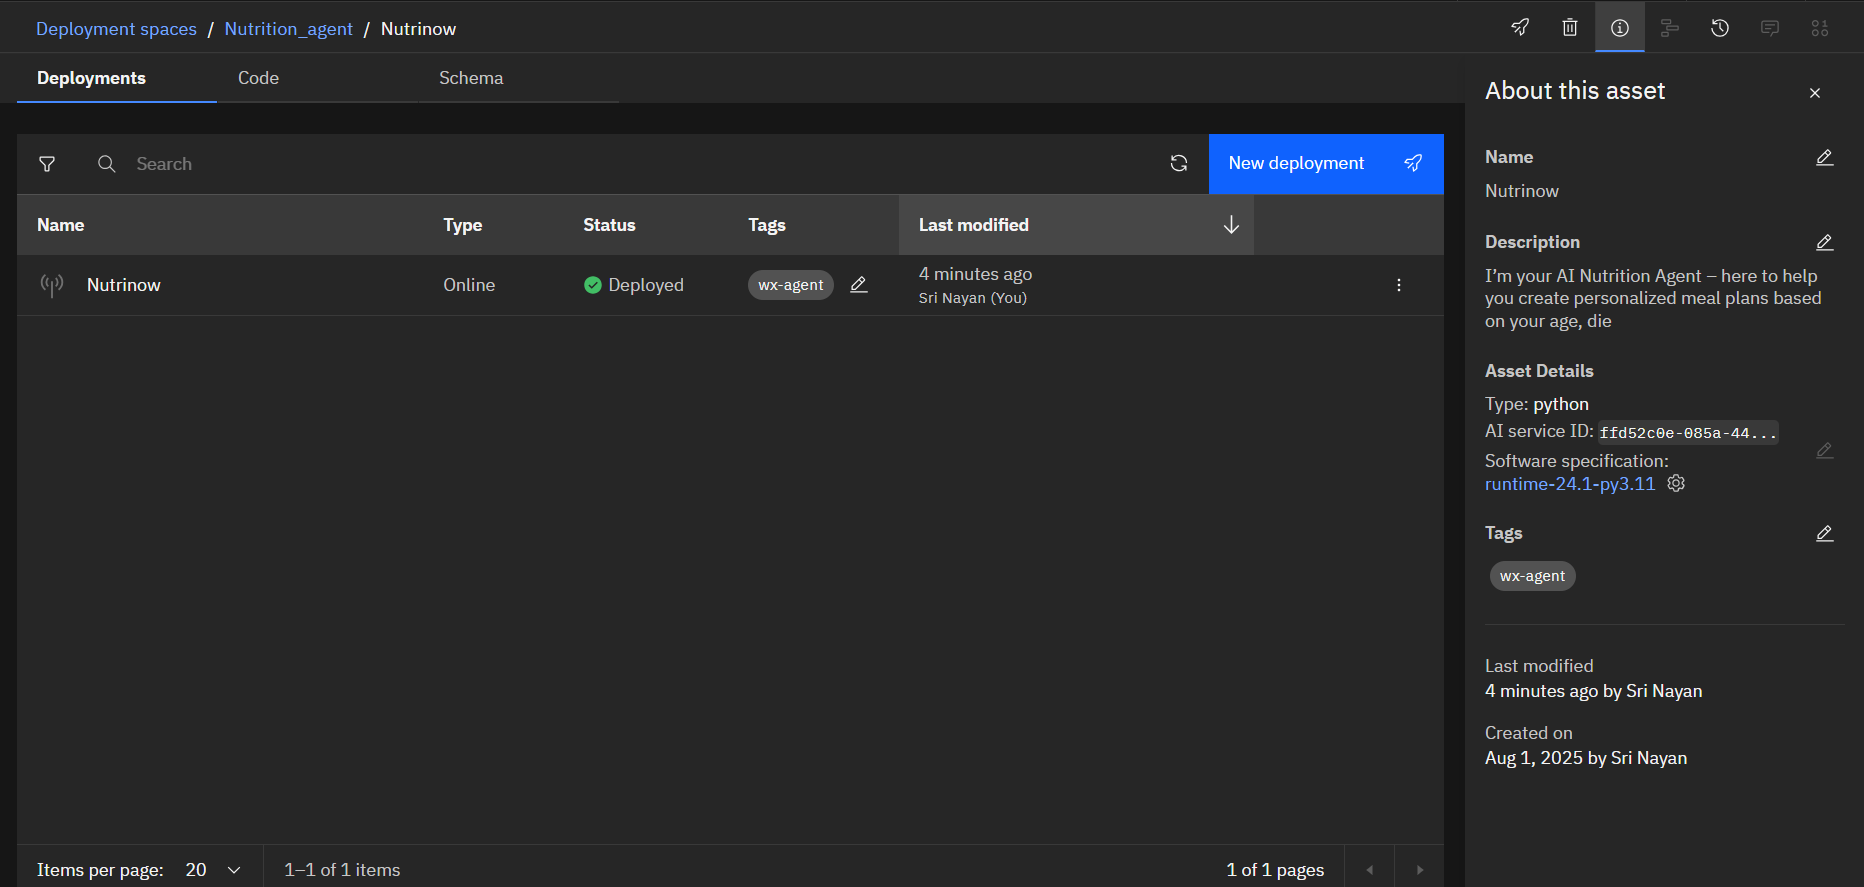 Deployment spaces / Nutrition_agent / Nutrinow
Deployments Code Schema
Search
New deployment
Name Type Status Tags Last modified
Nutrinow Online Deployed wx-agent 4 minutes ago
Sri Nayan (You)
Items per page: 20 1–1 of 1 items 1 of 1 pages
About this asset
Name
Nutrinow
Description
I’m your AI Nutrition Agent – here to help
you create personalized meal plans based
on your age, die
Asset Details
Type: python
AI service ID: ffd52c0e-085a-44...
Software specification:
runtime-24.1-py3.11
Tags
wx-agent
Last modified
4 minutes ago by Sri Nayan
Created on
Aug 1, 2025 by Sri Nayan